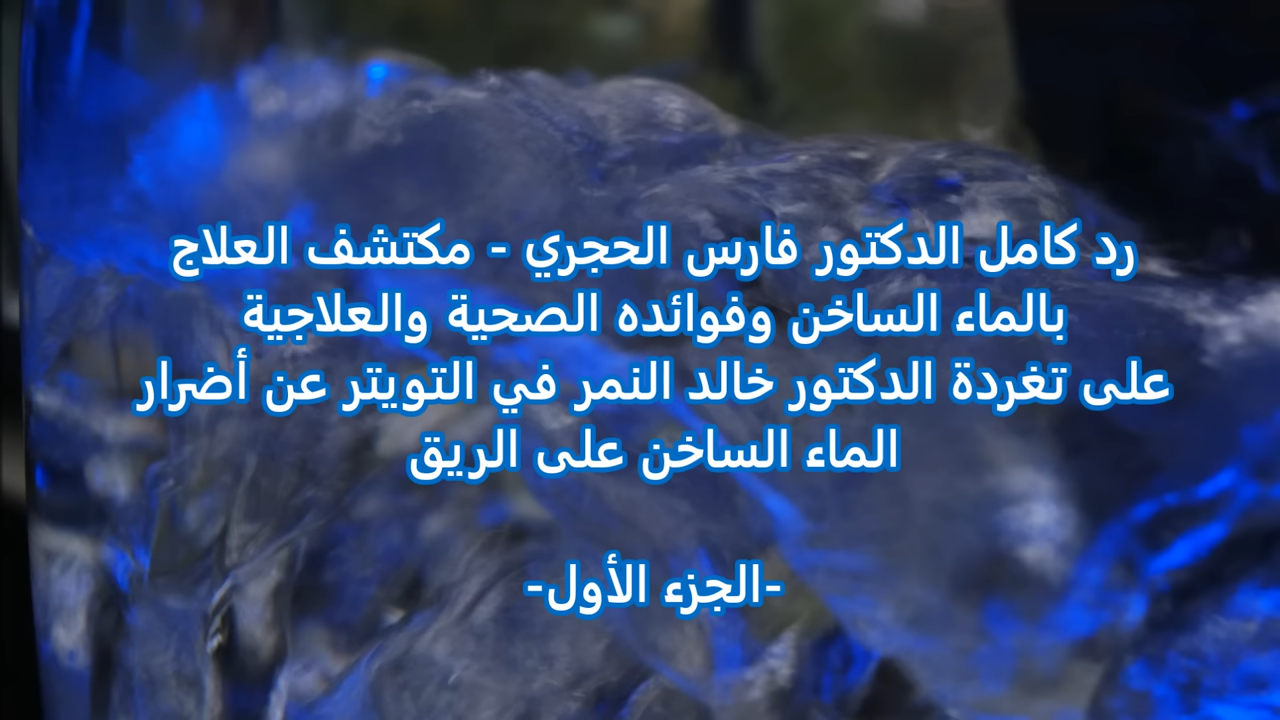 رد كامل الدكتور فارس الحجري - مكتشف العلاج
بالماء الساخن وفوائده الصحية والعلاجية
على تغردة الدكتور خالد النمر في التويتر عن أضرار
الماء الساخن على الريق
-الجزء الأول-